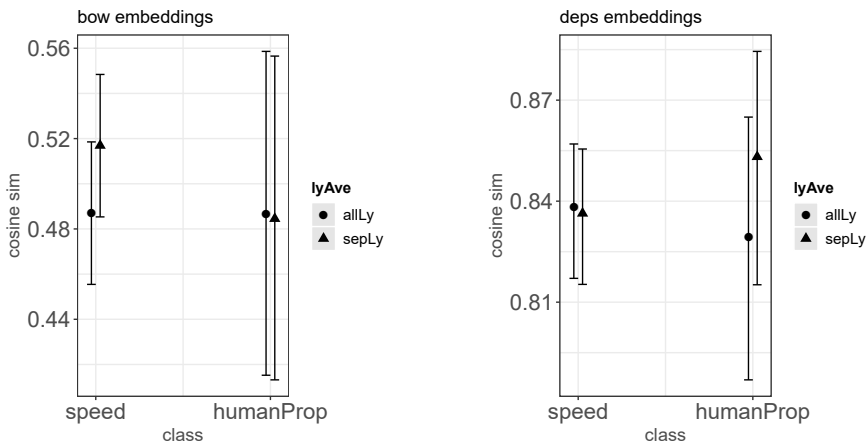 bow embeddings
0.56
0.52
0.48
0.44
cosine sim
speed
humanProp
class
lyAve
allLy
sepLy
deps embeddings
0.87
0.84
0.81
cosine sim
speed
humanProp
class
lyAve
allLy
sepLy